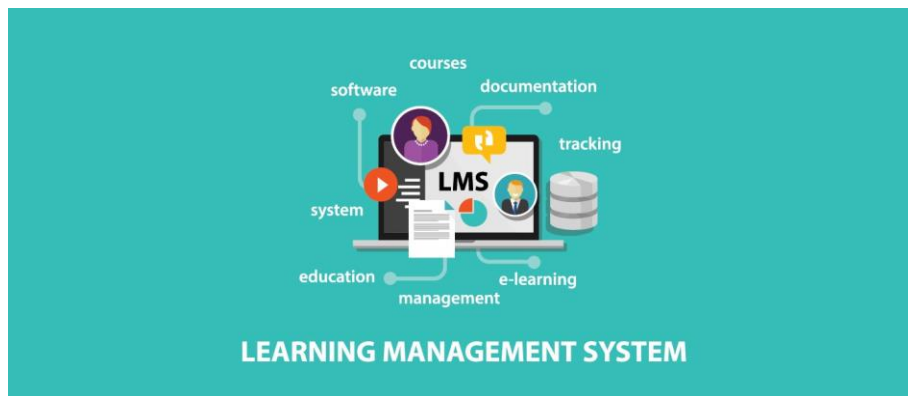 courses
software
documentation
tracking
LMS
system
education
e-learning
management
LEARNING MANAGEMENT SYSTEM